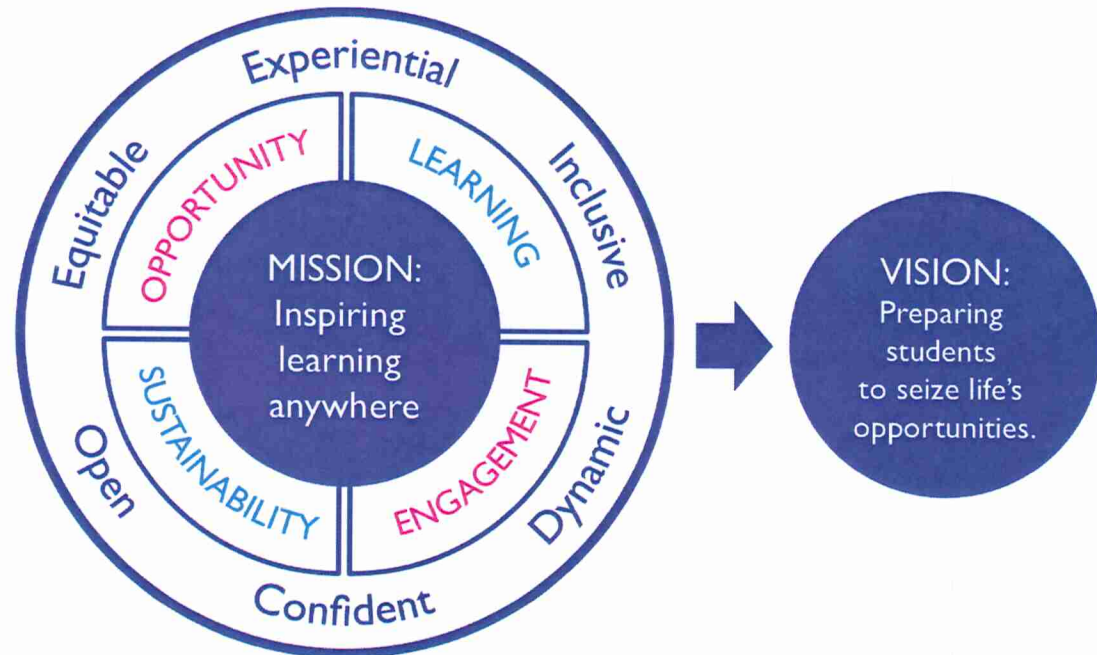 Experiential
Equitable
Inclusive
OPPORTUNITY
LEARNING
MISSION:
Inspiring
learning
anywhere
SUSTAINABILITY
ENGAGEMENT
Open
Dynamic
Confident
VISION:
Preparing
students
to seize life's
opportunities.